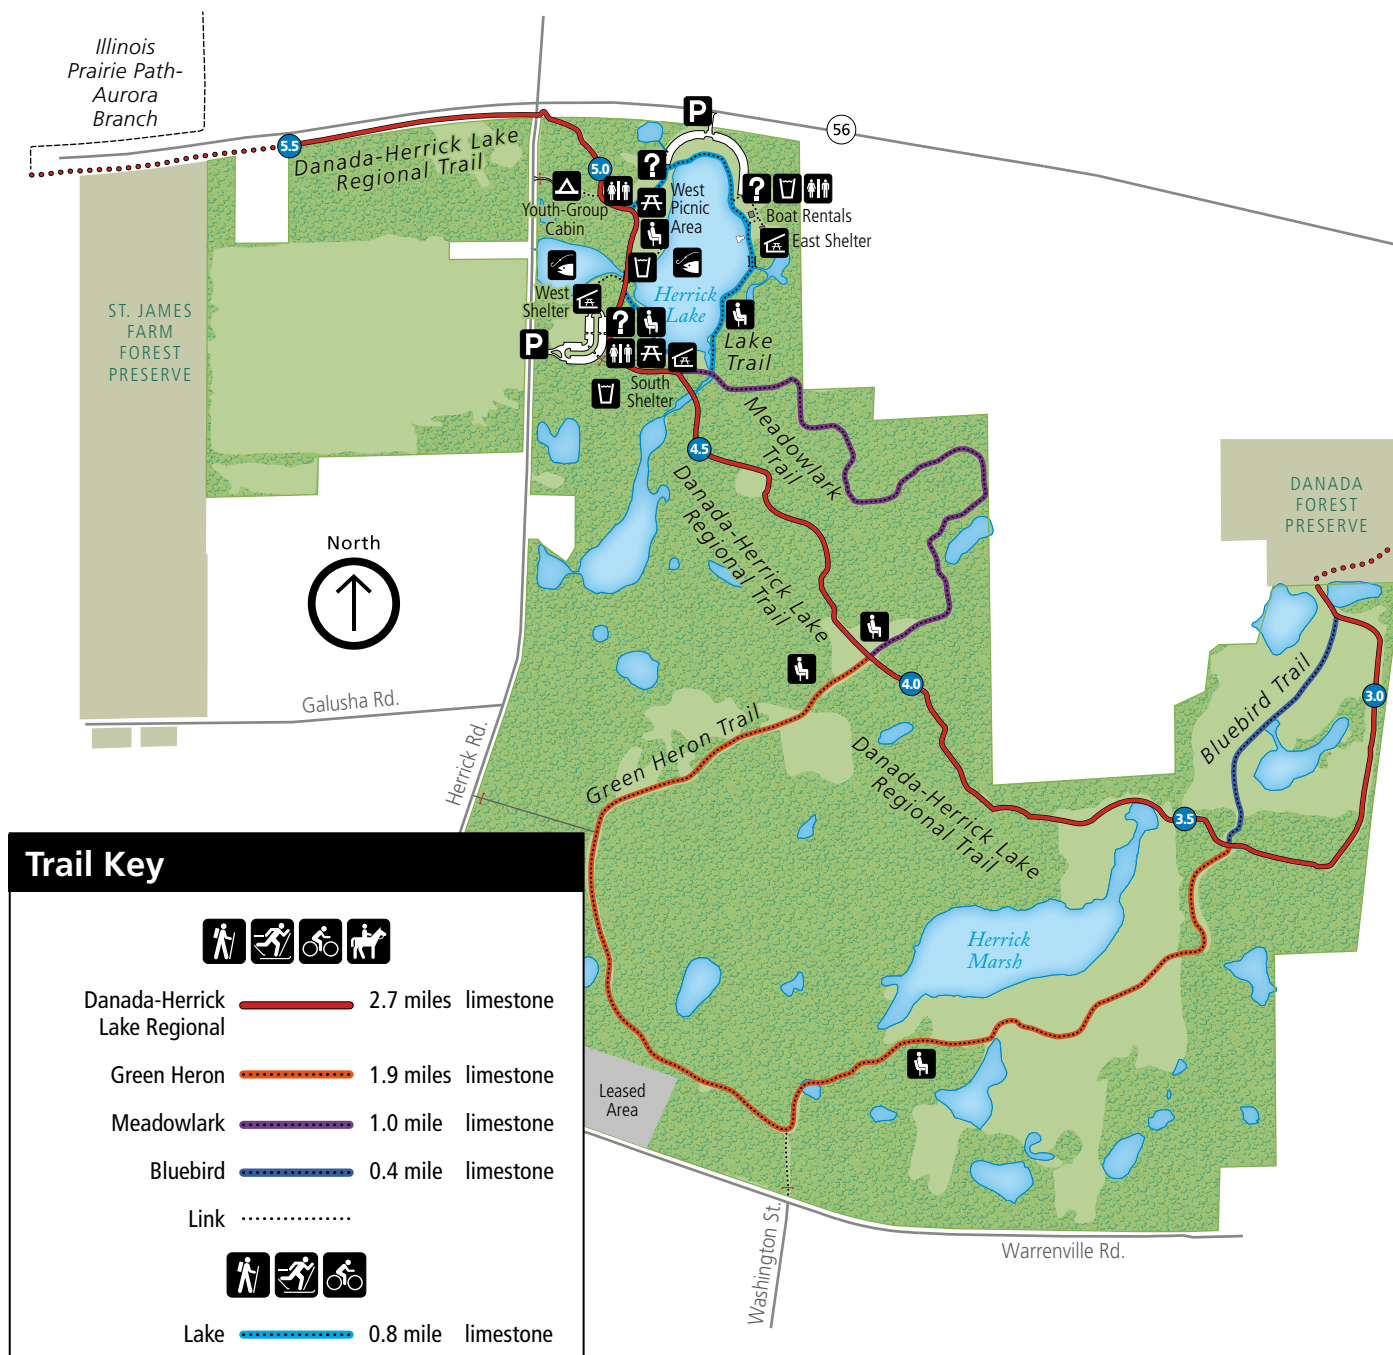 Illinois
Prairie Path-
Aurora
Branch
56
5.5
Danada-Herrick Lake
Regional Trail
5.0
P
?
West
Picnic
Area
?
Boat Rentals
East Shelter
Youth-Group
Cabin
West
Shelter
Herrick
Lake
?
P
Lake
Trail
South
Shelter
ST. JAMES
FARM
FOREST
PRESERVE
Meadowlark
Trail
4.5
Danada-Herrick Lake
Regional Trail
DANADA
FOREST
PRESERVE
North
Galusha Rd.
Herrick Rd.
Green Heron Trail
4.0
Danada-Herrick Lake
Regional Trail
Bluebird Trail
3.0
3.5
Herrick
Marsh
Leased
Area
Washington St.
Warrenville Rd.
Trail Key
Danada-Herrick 2.7 miles limestone
Lake Regional
Green Heron 1.9 miles limestone
Meadowlark 1.0 mile limestone
Bluebird 0.4 mile limestone
Link
Lake 0.8 mile limestone